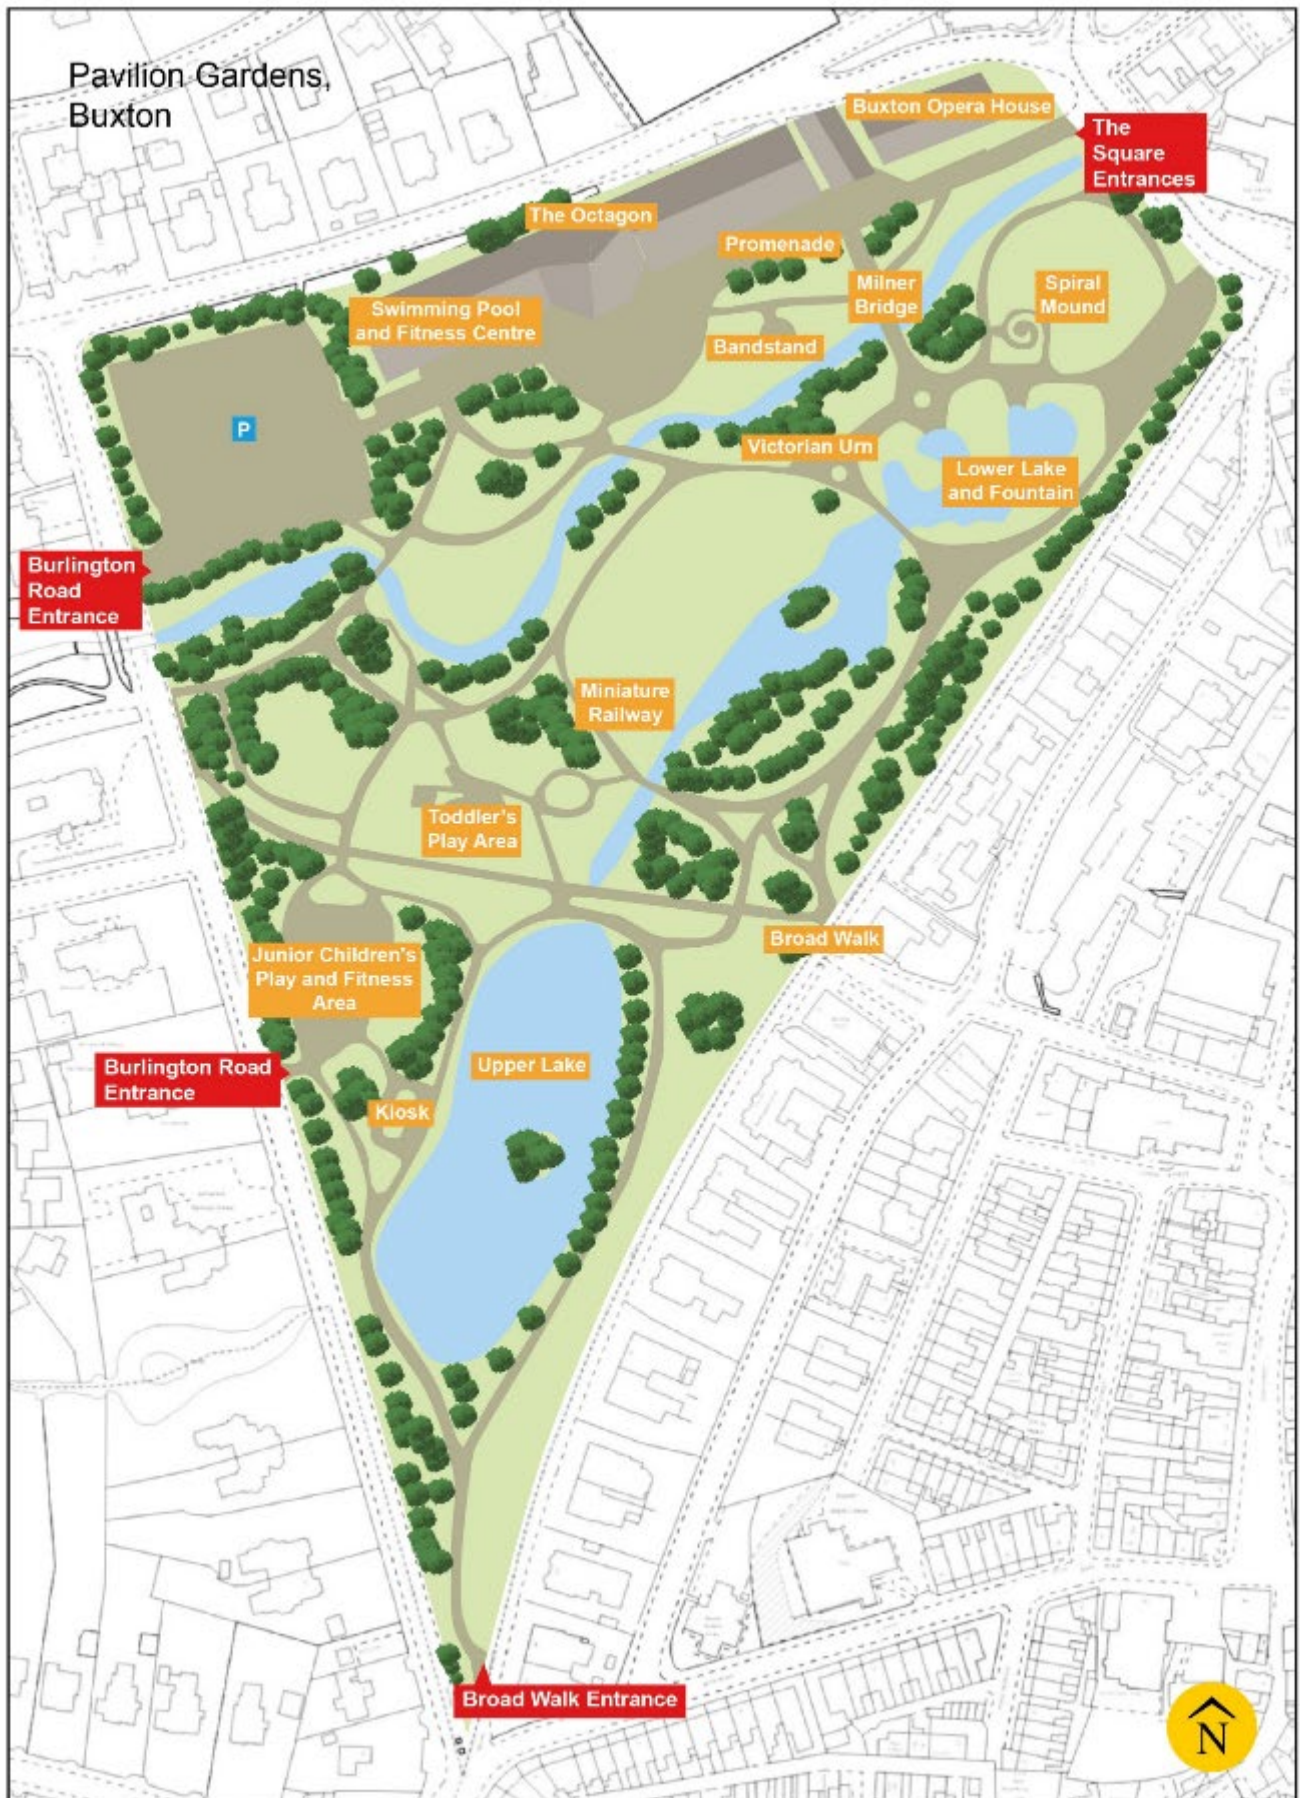 Pavilion Gardens,
Buxton
Buxton Opera House
The
Square
Entrances
The Octagon
Promenade
Milner
Bridge
Spiral
Mound
Swimming Pool
and Fitness Centre
Bandstand
P
Victorian Urn
Lower Lake
and Fountain
Burlington
Road
Entrance
Miniature
Railway
Toddler's
Play Area
Broad Walk
Junior Children's
Play and Fitness
Area
Burlington Road
Entrance
Upper Lake
Kiosk
Broad Walk Entrance
N